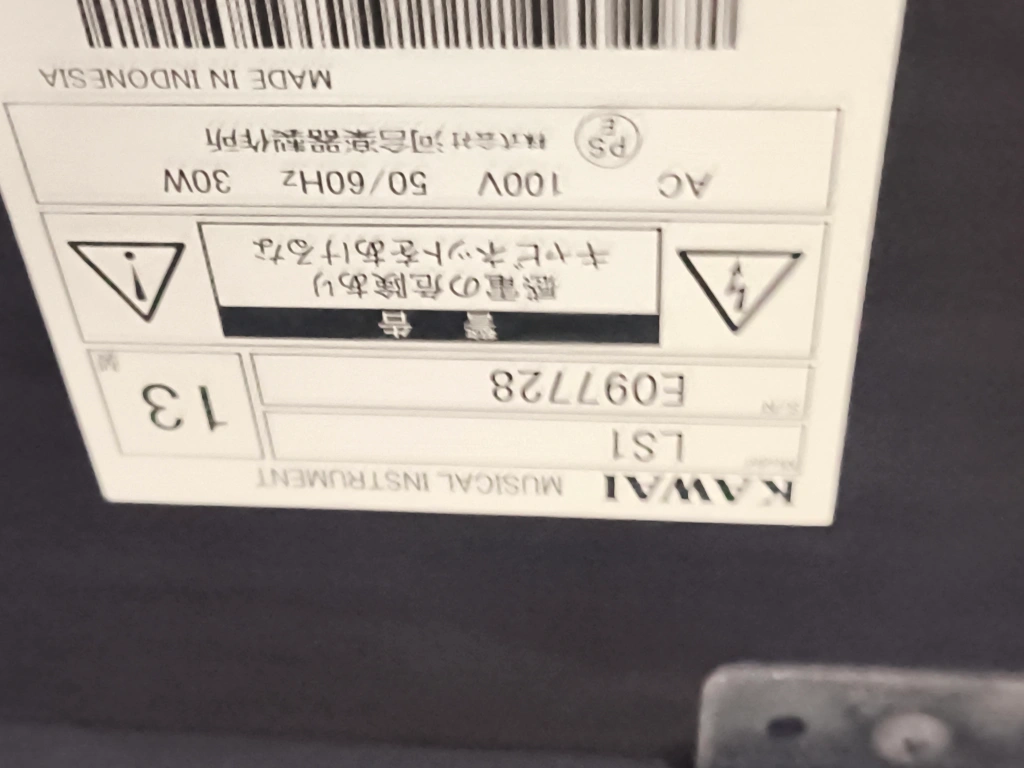 KAWAI MUSICAL INSTRUMENT
Model LS1
S/N E097728
13 製
警告
感電の危険あり
キャビネットをあけるな
AC 100V 50/60Hz 30W
PS E 株式会社河合楽器製作所
MADE IN INDONESIA